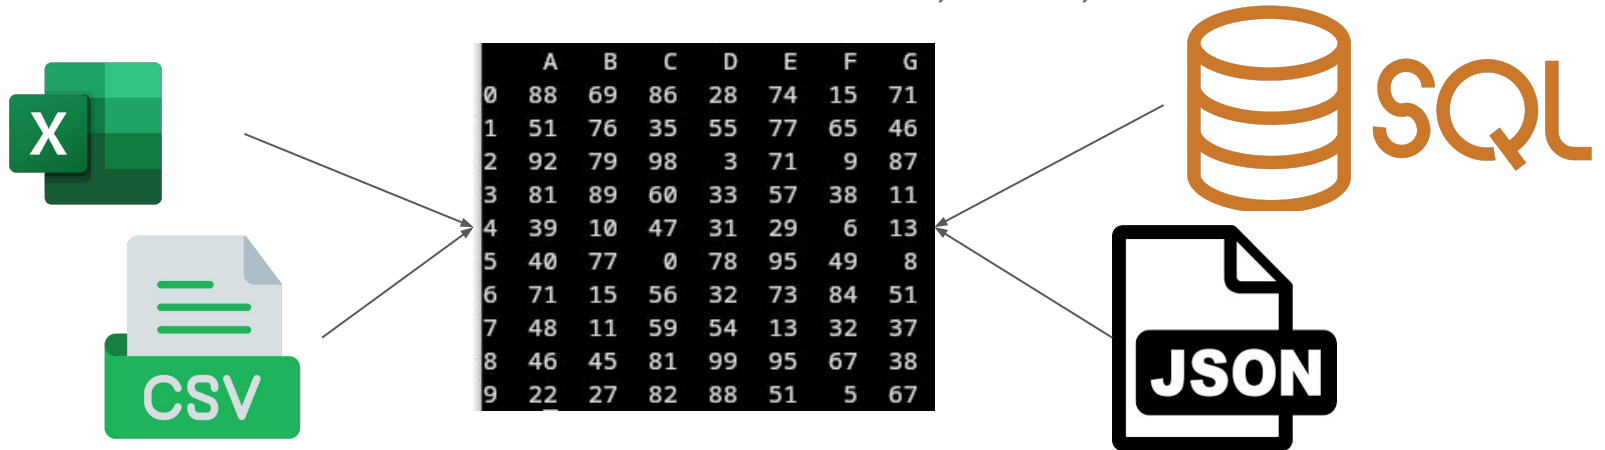 X
CSV
A B C D E F G
0 88 69 86 28 74 15 71
1 51 76 35 55 77 65 46
2 92 79 98 3 71 9 87
3 81 89 60 33 57 38 11
4 39 10 47 31 29 6 13
5 40 77 0 78 95 49 8
6 71 15 56 32 73 84 51
7 48 11 59 54 13 32 37
8 46 45 81 99 95 67 38
9 22 27 82 88 51 5 67
SQL
JSON